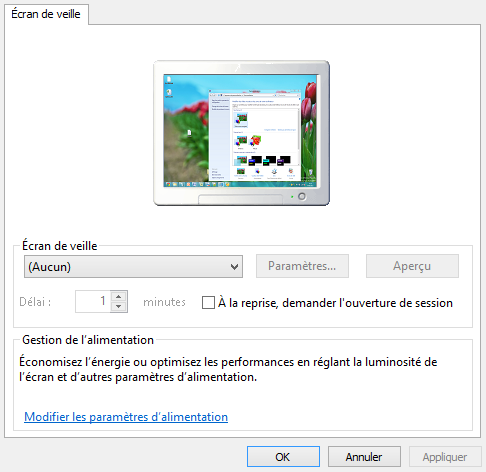 Écran de veille
Écran de veille
(Aucun)
Paramètres...
Aperçu
Délai :
1
minutes
À la reprise, demander l'ouverture de session
Gestion de l'alimentation
Économisez l'énergie ou optimisez les performances en réglant la luminosité de
l'écran et d'autres paramètres d'alimentation.
Modifier les paramètres d'alimentation
OK
Annuler
Appliquer